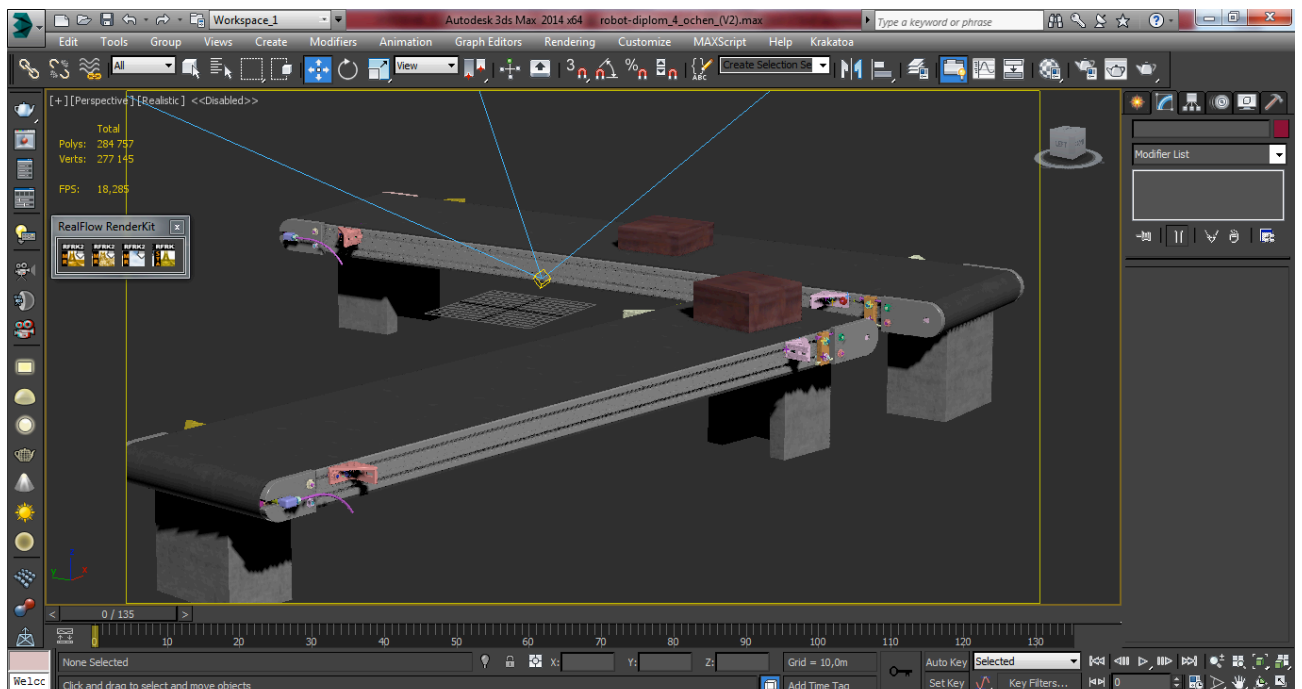 Workspace_1
Autodesk 3ds Max 2014 x64
robot-diplom_4_ochen_(V2).max
Type a keyword or phrase
Edit Tools Group Views Create Modifiers Animation Graph Editors Rendering Customize MAXScript Help Krakatoa
All
View
Create Selection Se
[+][Perspective][Realistic] <<Disabled>>
Total
Polys: 284 757
Verts: 277 145
FPS: 18,285
RealFlow RenderKit x
RFRK2 RFRK2 RFRK2 RFRK
Modifier List
z
y x
< 0 / 135 >
0 10 20 30 40 50 60 70 80 90 100 110 120 130
None Selected
X: Y: Z:
Grid = 10,0m
Auto Key
Selected
Welcc
Click and drag to select and move objects
Add Time Tag
Set Key
Key Filters...
0